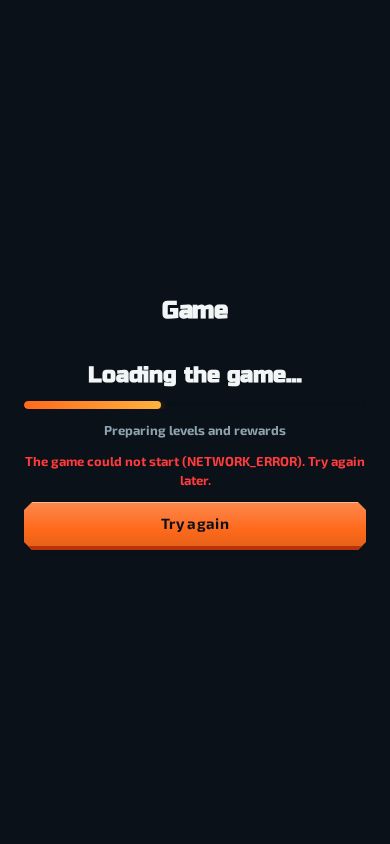 Game
Loading the game...
Preparing levels and rewards
The game could not start (NETWORK_ERROR). Try again
later.
Try again